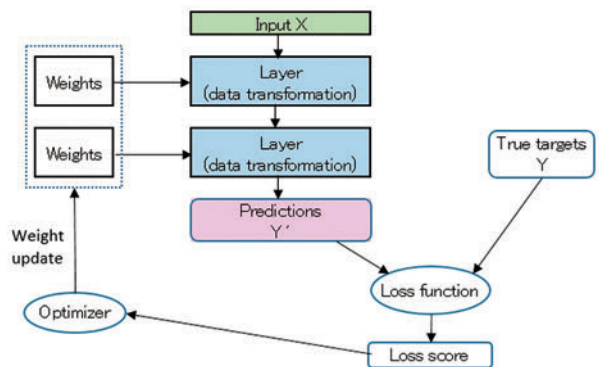 Input X
Weights
Layer
(data transformation)
Weights
Layer
(data transformation)
True targets
Y
Predictions
Y´
Weight
update
Optimizer
Loss function
Loss score